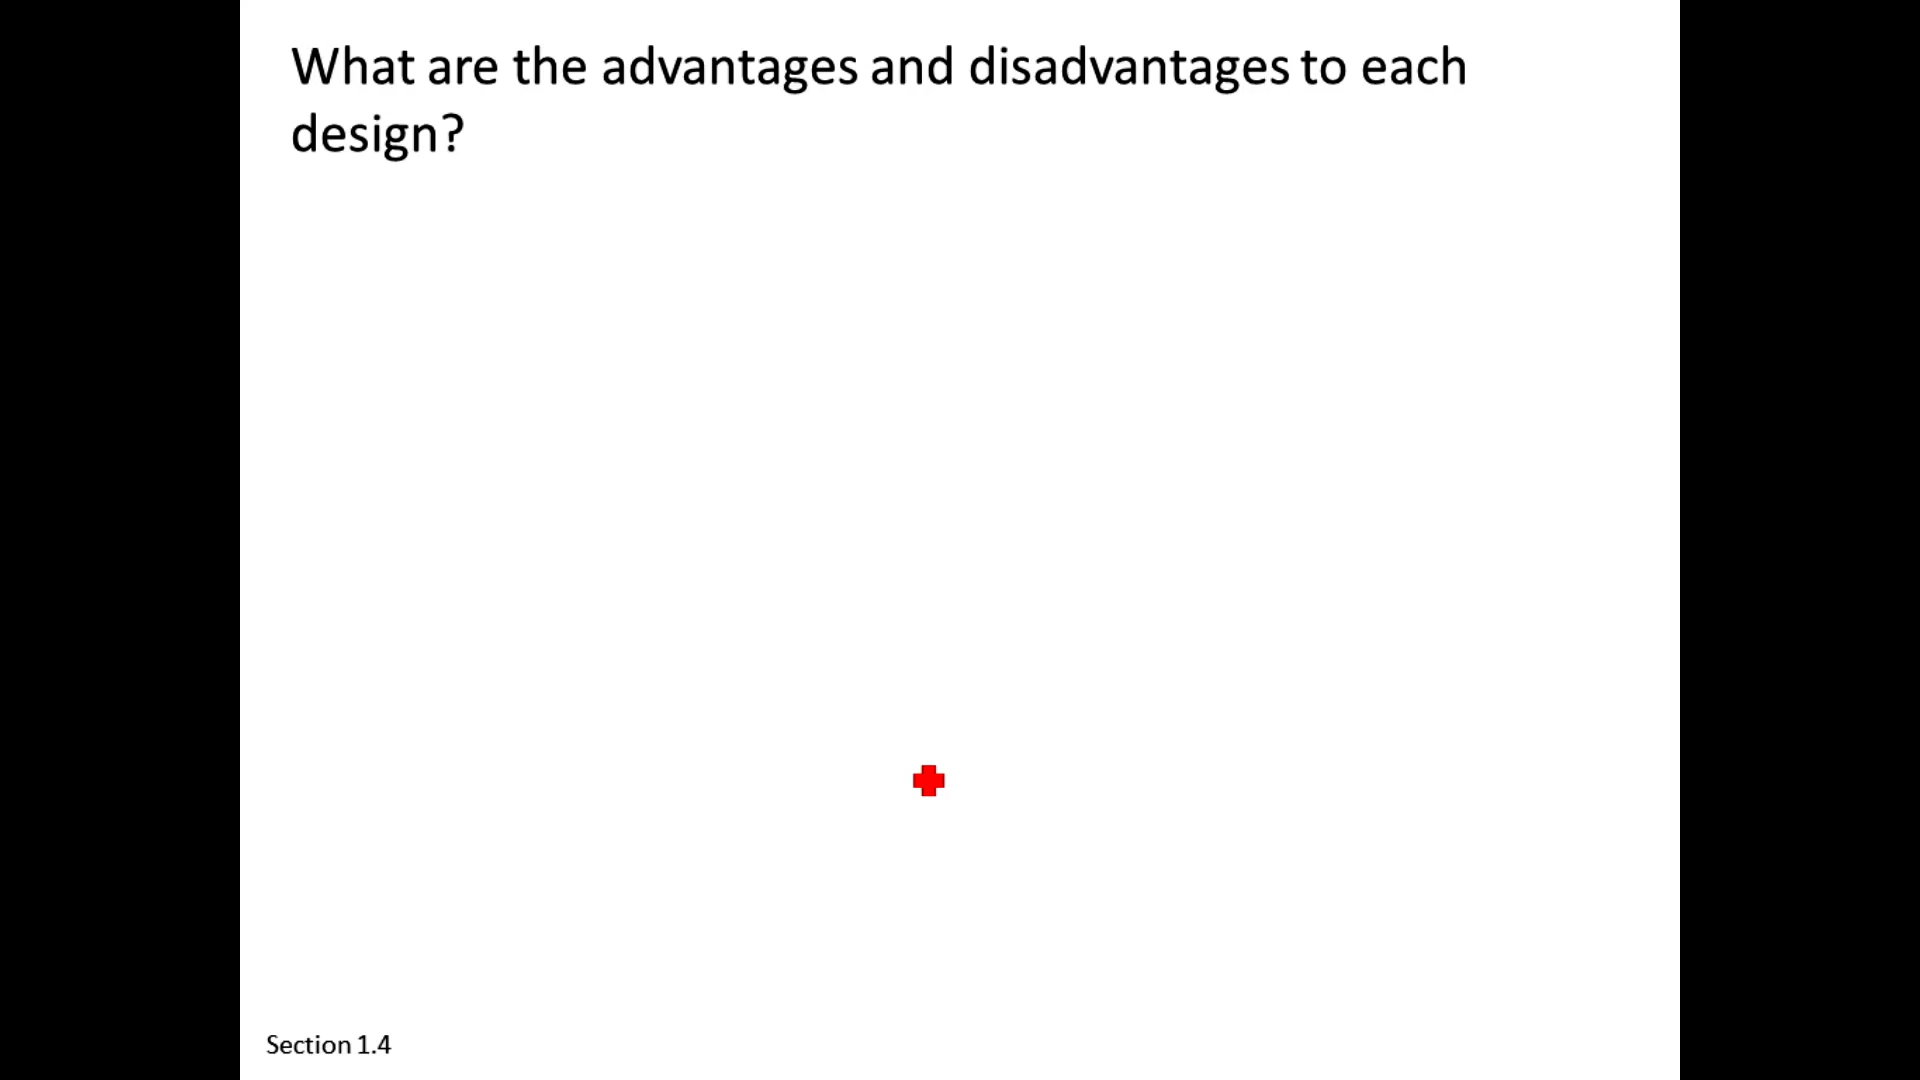 What are the advantages and disadvantages to each
design?
Section 1.4